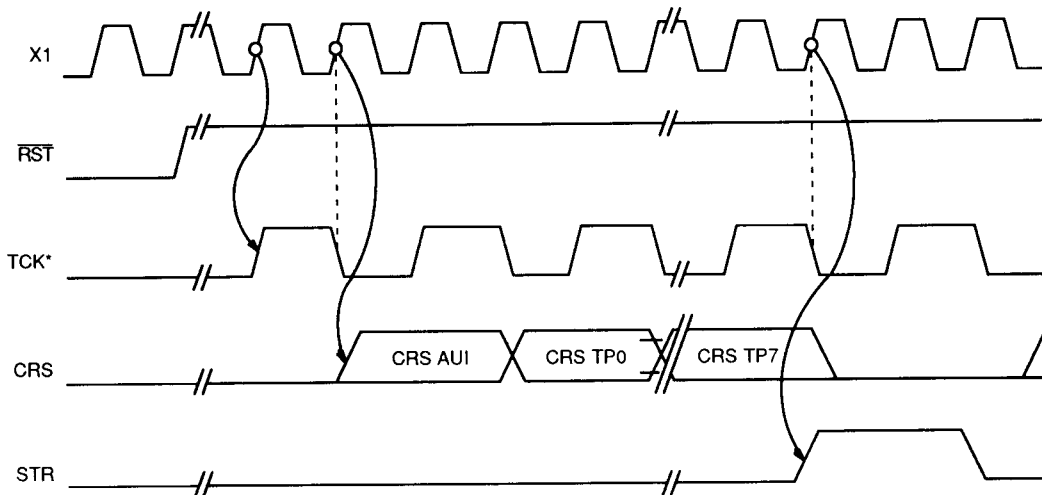 X1
RST
TCK*
CRS AUI
CRS TP0
CRS TP7
CRS
STR